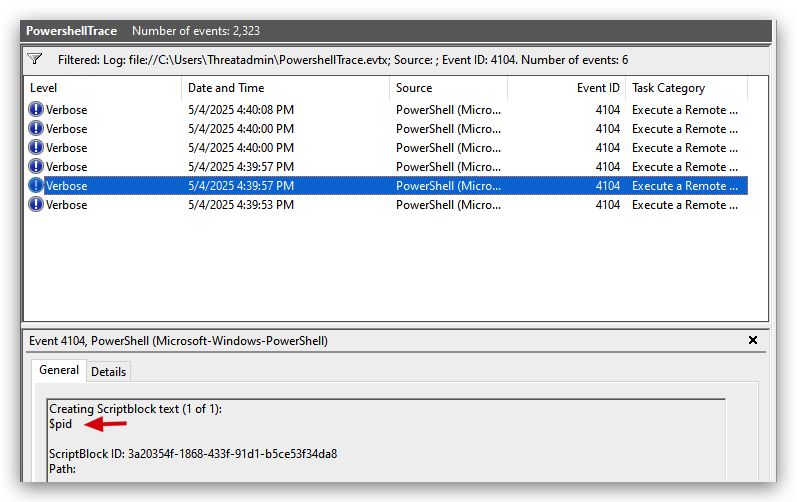 PowershellTrace Number of events: 2,323
Filtered: Log: file://C:\Users\Threatadmin\PowershellTrace.evtx; Source: ; Event ID: 4104. Number of events: 6
Level Date and Time Source Event ID Task Category
Verbose 5/4/2025 4:40:08 PM PowerShell (Micro... 4104 Execute a Remote ...
Verbose 5/4/2025 4:40:00 PM PowerShell (Micro... 4104 Execute a Remote ...
Verbose 5/4/2025 4:40:00 PM PowerShell (Micro... 4104 Execute a Remote ...
Verbose 5/4/2025 4:39:57 PM PowerShell (Micro... 4104 Execute a Remote ...
Verbose 5/4/2025 4:39:57 PM PowerShell (Micro... 4104 Execute a Remote ...
Verbose 5/4/2025 4:39:53 PM PowerShell (Micro... 4104 Execute a Remote ...
Event 4104, PowerShell (Microsoft-Windows-PowerShell)
General Details
Creating Scriptblock text (1 of 1):
$pid
ScriptBlock ID: 3a20354f-1868-433f-91d1-b5ce53f34da8
Path: